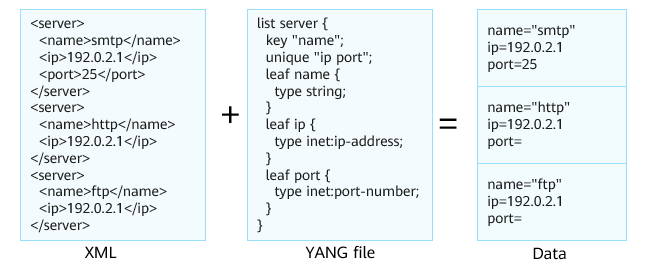 <server>
<name>smtp</name>
<ip>192.0.2.1</ip>
<port>25</port>
</server>
<server>
<name>http</name>
<ip>192.0.2.1</ip>
</server>
<server>
<name>ftp</name>
<ip>192.0.2.1</ip>
</server>
XML
+
list server {
key "name";
unique "ip port";
leaf name {
type string;
}
leaf ip {
type inet:ip-address;
}
leaf port {
type inet:port-number;
}
}
YANG file
=
name="smtp"
ip=192.0.2.1
port=25
name="http"
ip=192.0.2.1
port=
name="ftp"
ip=192.0.2.1
port=
Data